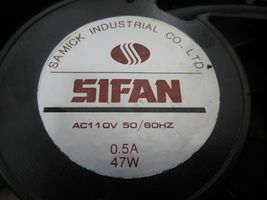 SAMICK INDUSTRIAL CO., LTD
SIFAN
AC110V 50/60HZ
0.5A
47W